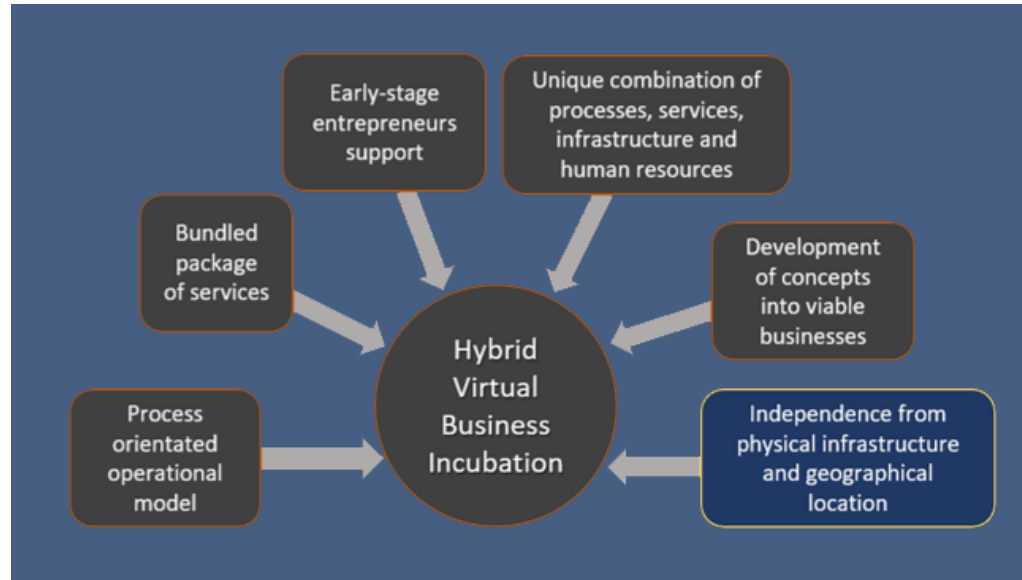 Early-stage
entrepreneurs
support
Unique combination of
processes, services,
infrastructure and
human resources
Bundled
package
of services
Development
of concepts
into viable
businesses
Hybrid
Virtual
Business
Incubation
Process
orientated
operational
model
Independence from
physical infrastructure
and geographical
location